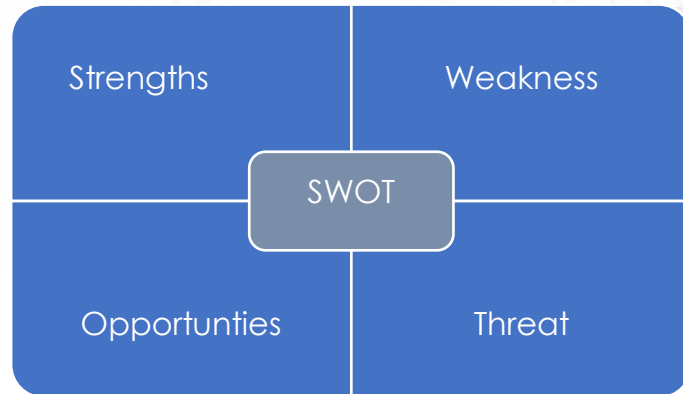 Strengths
Weakness
SWOT
Opportunties
Threat